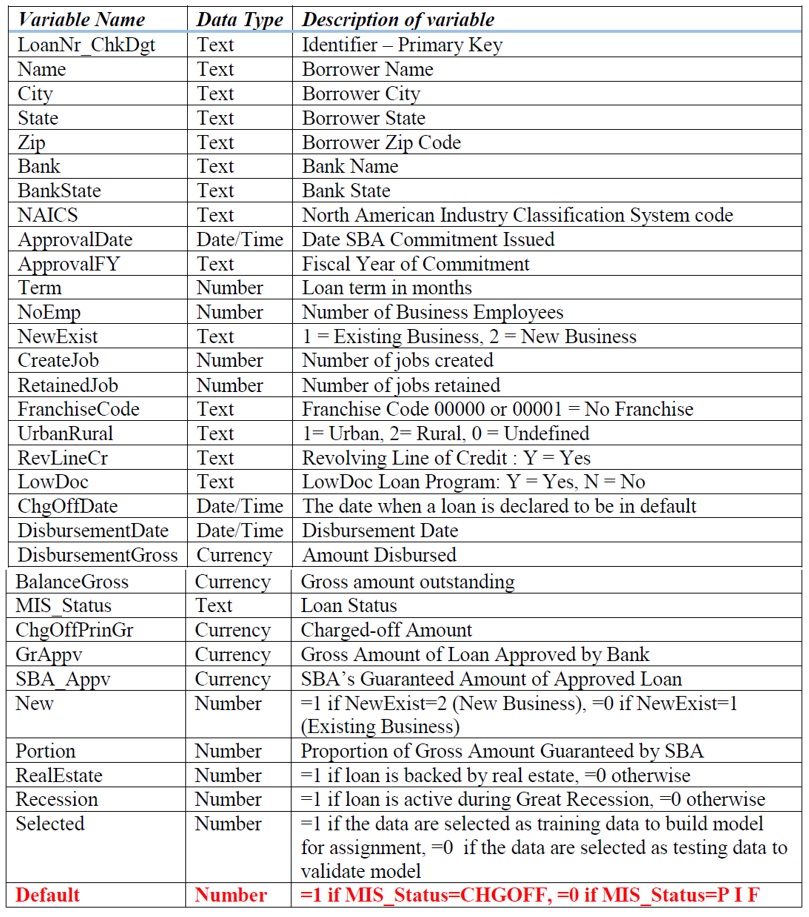 Variable Name Data Type Description of variable
LoanNr_ChkDgt Text Identifier – Primary Key
Name Text Borrower Name
City Text Borrower City
State Text Borrower State
Zip Text Borrower Zip Code
Bank Text Bank Name
BankState Text Bank State
NAICS Text North American Industry Classification System code
ApprovalDate Date/Time Date SBA Commitment Issued
ApprovalFY Text Fiscal Year of Commitment
Term Number Loan term in months
NoEmp Number Number of Business Employees
NewExist Text 1 = Existing Business, 2 = New Business
CreateJob Number Number of jobs created
RetainedJob Number Number of jobs retained
FranchiseCode Text Franchise Code 00000 or 00001 = No Franchise
UrbanRural Text 1= Urban, 2= Rural, 0 = Undefined
RevLineCr Text Revolving Line of Credit : Y = Yes
LowDoc Text LowDoc Loan Program: Y = Yes, N = No
ChgOffDate Date/Time The date when a loan is declared to be in default
DisbursementDate Date/Time Disbursement Date
DisbursementGross Currency Amount Disbursed
BalanceGross Currency Gross amount outstanding
MIS_Status Text Loan Status
ChgOffPrinGr Currency Charged-off Amount
GrAppv Currency Gross Amount of Loan Approved by Bank
SBA_Appv Currency SBA’s Guaranteed Amount of Approved Loan
New Number =1 if NewExist=2 (New Business), =0 if NewExist=1
(Existing Business)
Portion Number Proportion of Gross Amount Guaranteed by SBA
RealEstate Number =1 if loan is backed by real estate, =0 otherwise
Recession Number =1 if loan is active during Great Recession, =0 otherwise
Selected Number =1 if the data are selected as training data to build model
for assignment, =0 if the data are selected as testing data to
validate model
Default Number =1 if MIS_Status=CHGOFF, =0 if MIS_Status=P I F